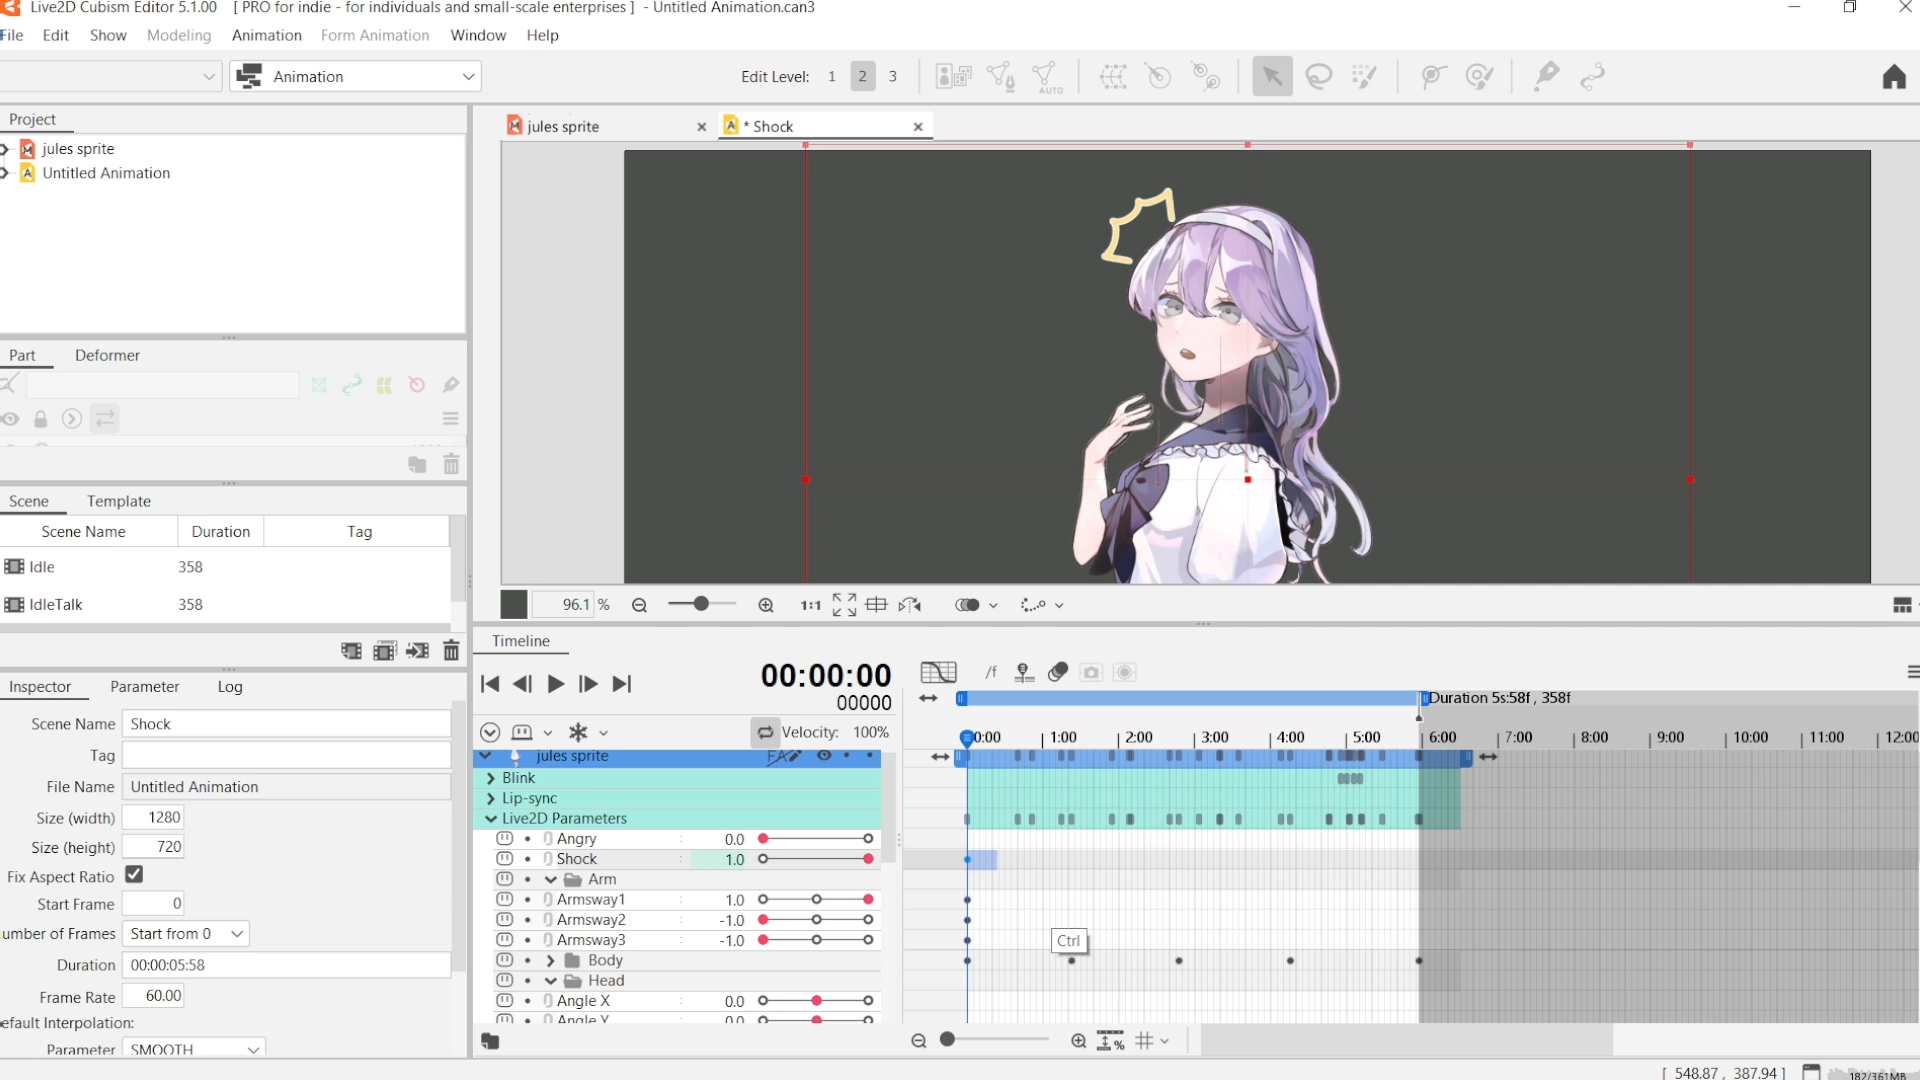 Live2D Cubism Editor 5.1.00 [ PRO for indie - for individuals and small-scale enterprises ] - Untitled Animation.can3
File Edit Show Modeling Animation Form Animation Window Help
Animation Edit Level: 1 2 3 AUTO
Project
jules sprite
Untitled Animation
jules sprite * Shock
Part Deformer
Scene Template
Scene Name Duration Tag
Idle 358
IdleTalk 358
96.1 % 1:1
Inspector Parameter Log
Scene Name Shock
Tag
File Name Untitled Animation
Size (width) 1280
Size (height) 720
Fix Aspect Ratio
Start Frame 0
umber of Frames Start from 0
Duration 00:00:05:58
Frame Rate 60.00
efault Interpolation:
Parameter SMOOTH
Timeline
00:00:00
00000
/f
Duration 5s:58f , 358f
Velocity: 100%
0:00 1:00 2:00 3:00 4:00 5:00 6:00 7:00 8:00 9:00 10:00 11:00 12:00
jules sprite FA
Blink
Lip-sync
Live2D Parameters
Angry : 0.0
Shock : 1.0
Arm
Armsway1 : 1.0
Armsway2 : -1.0
Armsway3 : -1.0
Ctrl
Body
Head
Angle X : 0.0
Angle Y : 0.0
%
[ 548.87 , 387.94 ] 182/361MB